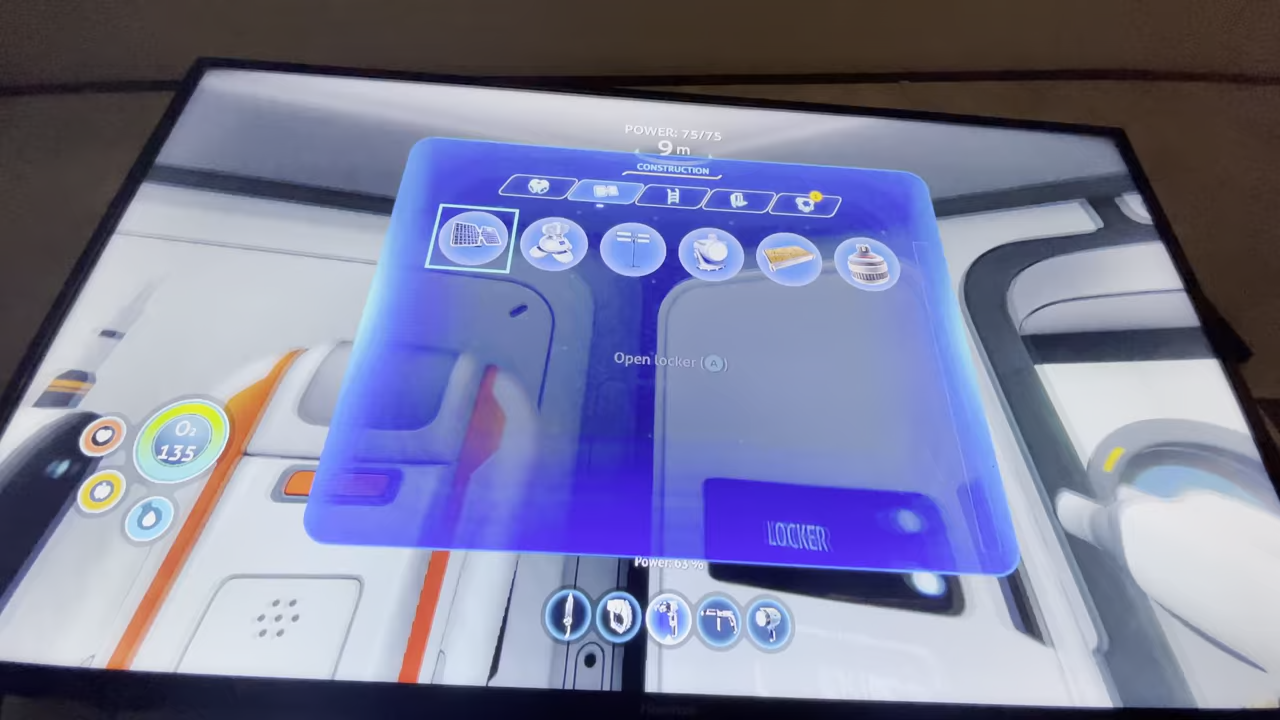 POWER: 75/75
9 m
CONSTRUCTION
Open locker (A)
O₂
135
LOCKER
Power: 63%